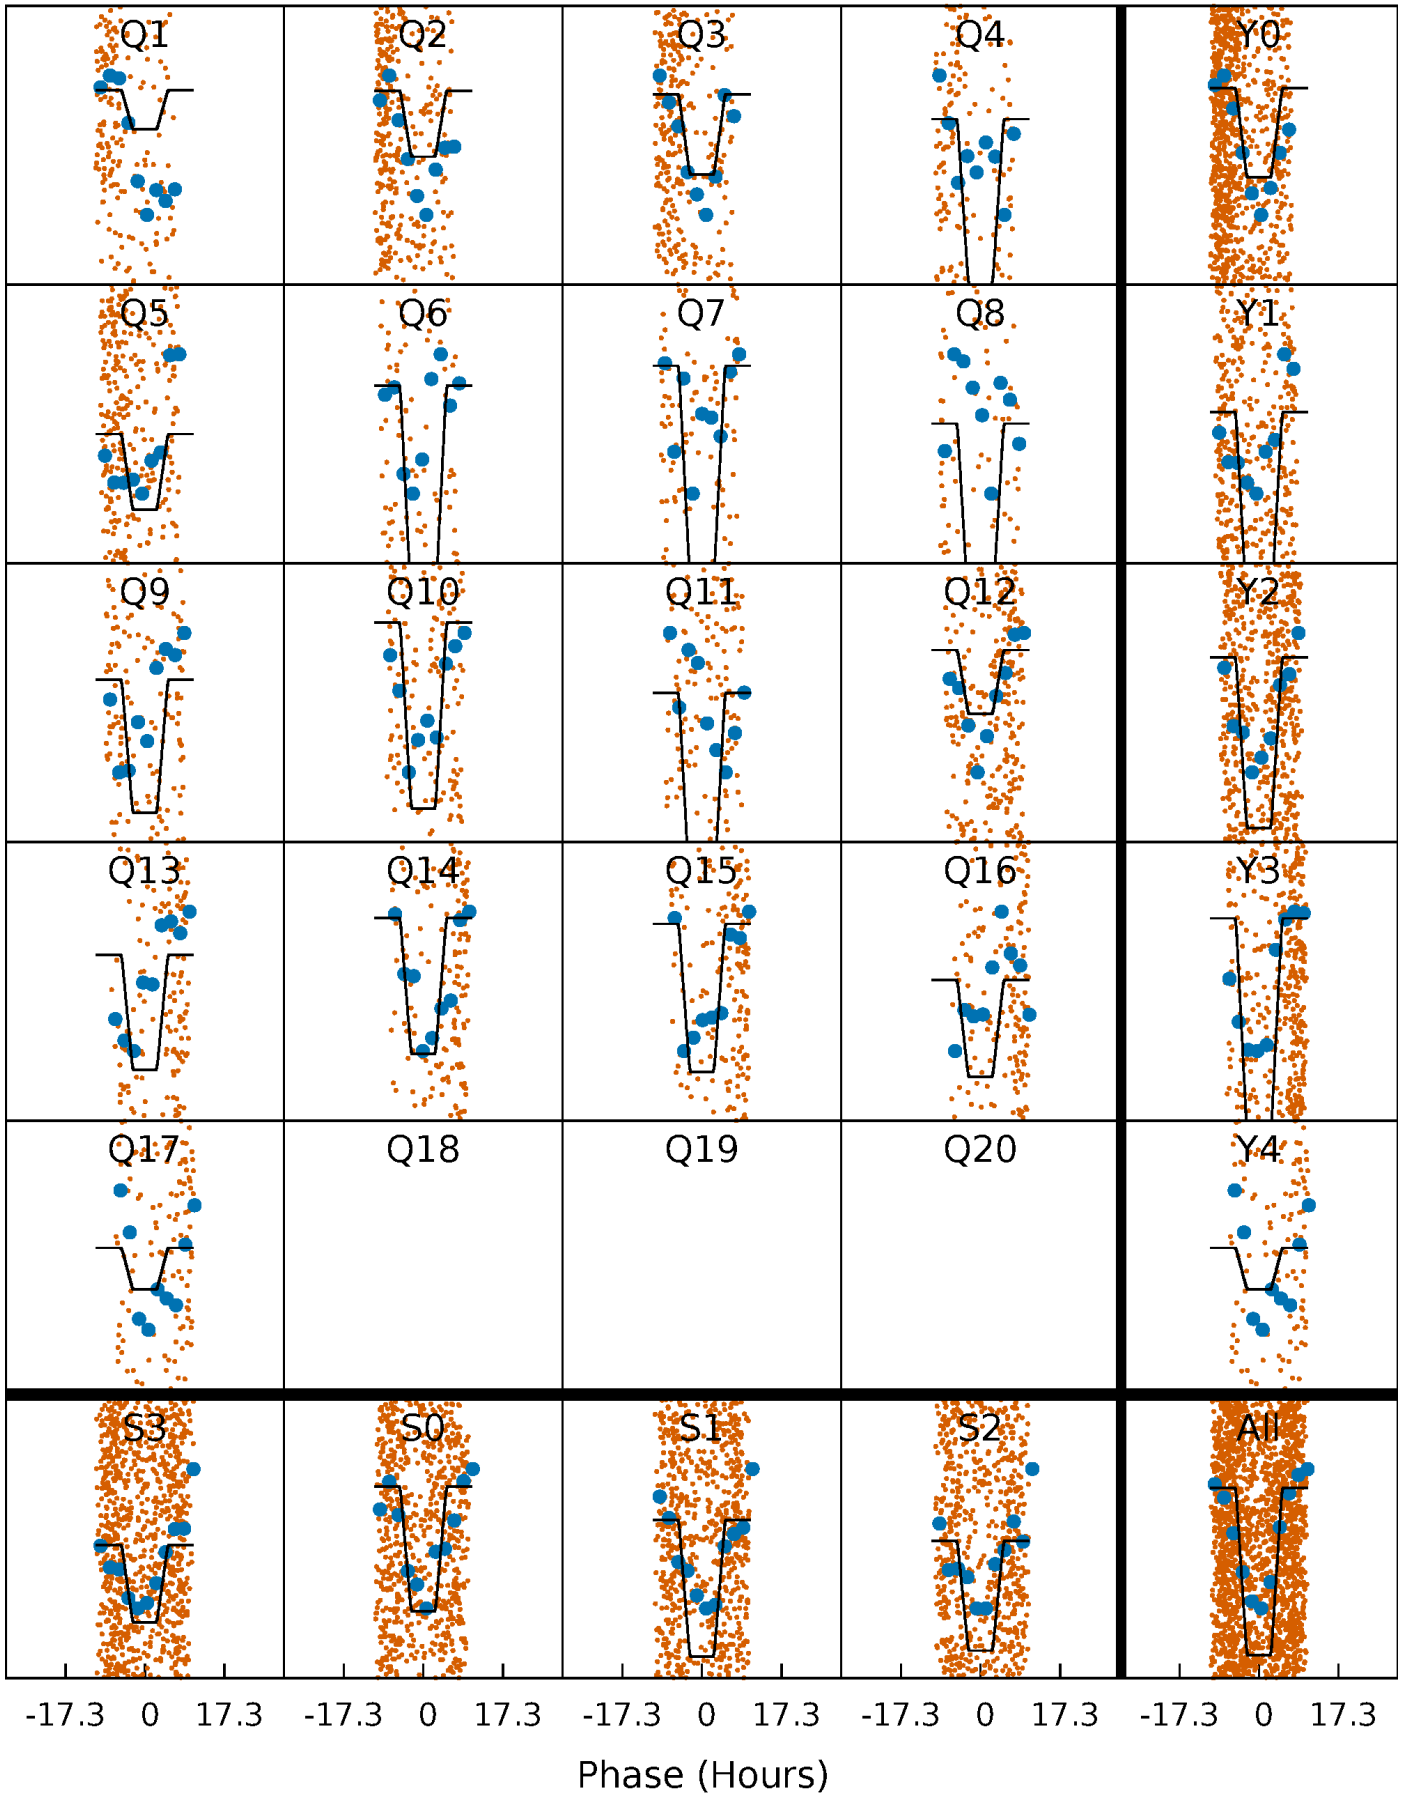 Q1 Q2 Q3 Q4 Y0
Q5 Q6 Q7 Q8 Y1
Q9 Q10 Q11 Q12 Y2
Q13 Q14 Q15 Q16 Y3
Q17 Q18 Q19 Q20 Y4
S3 S0 S1 S2 All
-17.3 0 17.3 -17.3 0 17.3 -17.3 0 17.3 -17.3 0 17.3 -17.3 0 17.3
Phase (Hours)